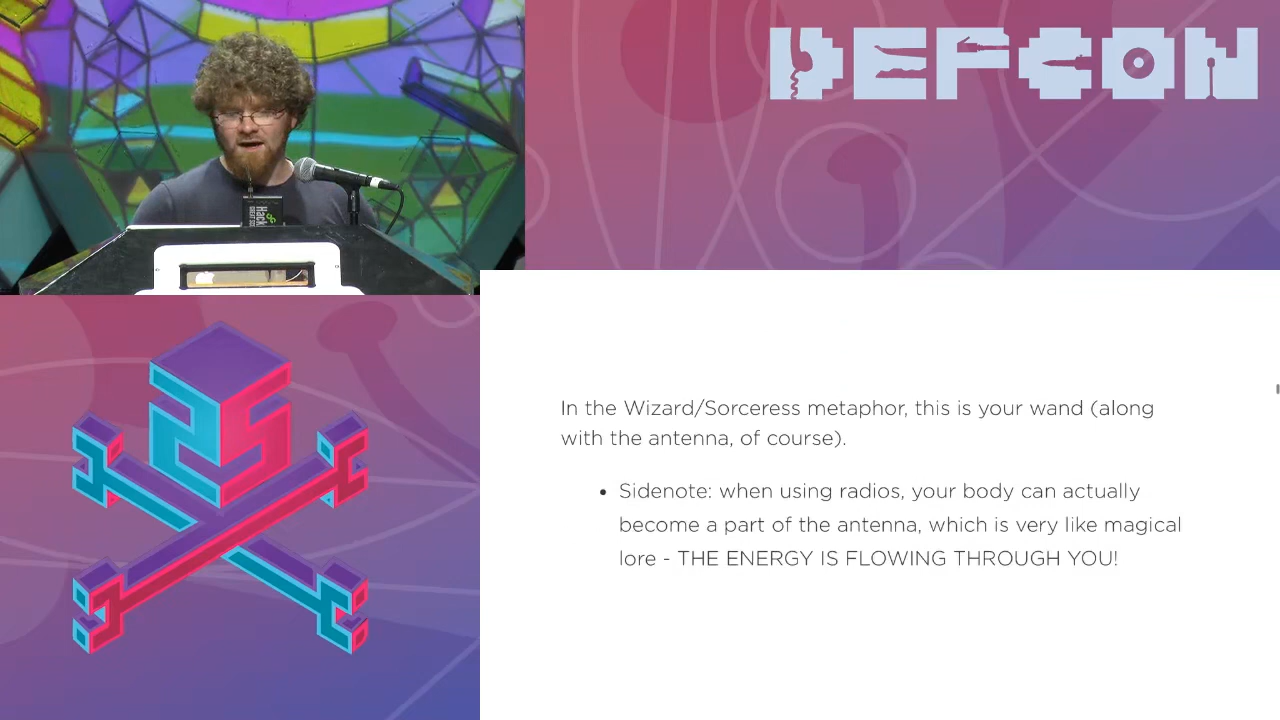 DEFCON
Hack
In the Wizard/Sorceress metaphor, this is your wand (along
with the antenna, of course).
• Sidenote: when using radios, your body can actually
become a part of the antenna, which is very like magical
lore - THE ENERGY IS FLOWING THROUGH YOU!